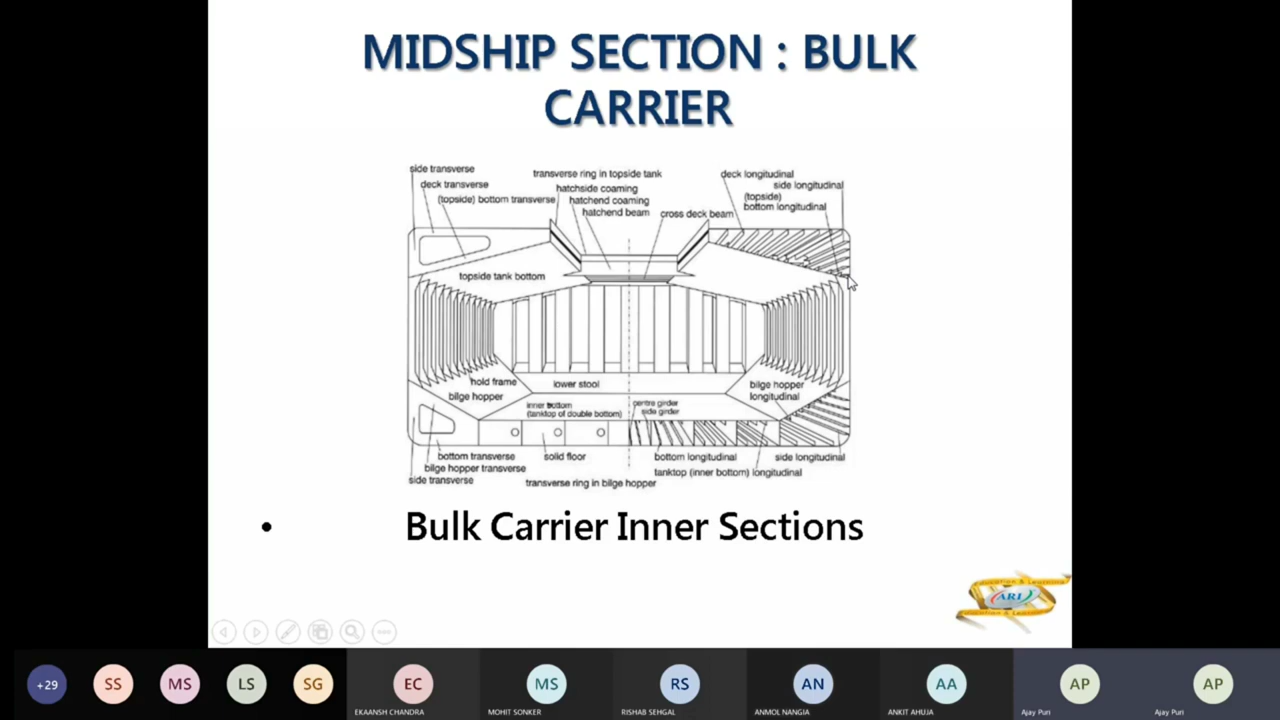 MIDSHIP SECTION : BULK
CARRIER
side transverse
deck transverse
(topside) bottom transverse
transverse ring in topside tank
hatchside coaming
hatchend coaming
hatchend beam
cross deck beam
deck longitudinal
side longitudinal
(topside)
bottom longitudinal
topside tank bottom
hold frame
bilge hopper
lower stool
inner bottom
(tanktop of double bottom)
centre girder
side girder
bilge hopper
longitudinal
bottom transverse
bilge hopper transverse
side transverse
solid floor
transverse ring in bilge hopper
bottom longitudinal
side longitudinal
tanktop (inner bottom) longitudinal
• Bulk Carrier Inner Sections
Education & Learning
ARI
Education & Learning
+29
SS
MS
LS
SG
EC
EKAANSH CHANDRA
MS
MOHIT SONKER
RS
RISHAB SEHGAL
AN
ANMOL NANGIA
AA
ANKIT AHUJA
AP
Ajay Puri
AP
Ajay Puri